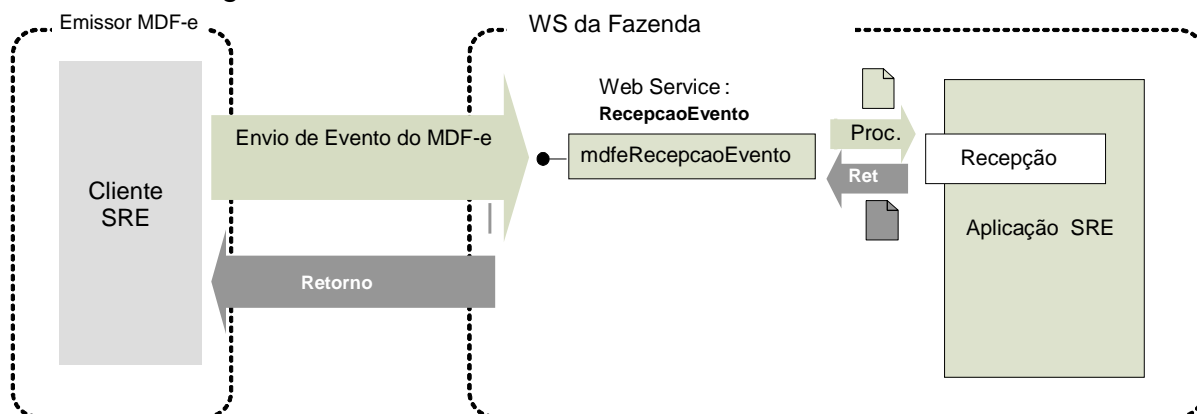 Emissor MDF-e
WS da Fazenda
Web Service :
RecepcaoEvento
Envio de Evento do MDF-e
mdfeRecepcaoEvento
Proc.
Ret
Recepção
Cliente
SRE
Aplicação SRE
Retorno